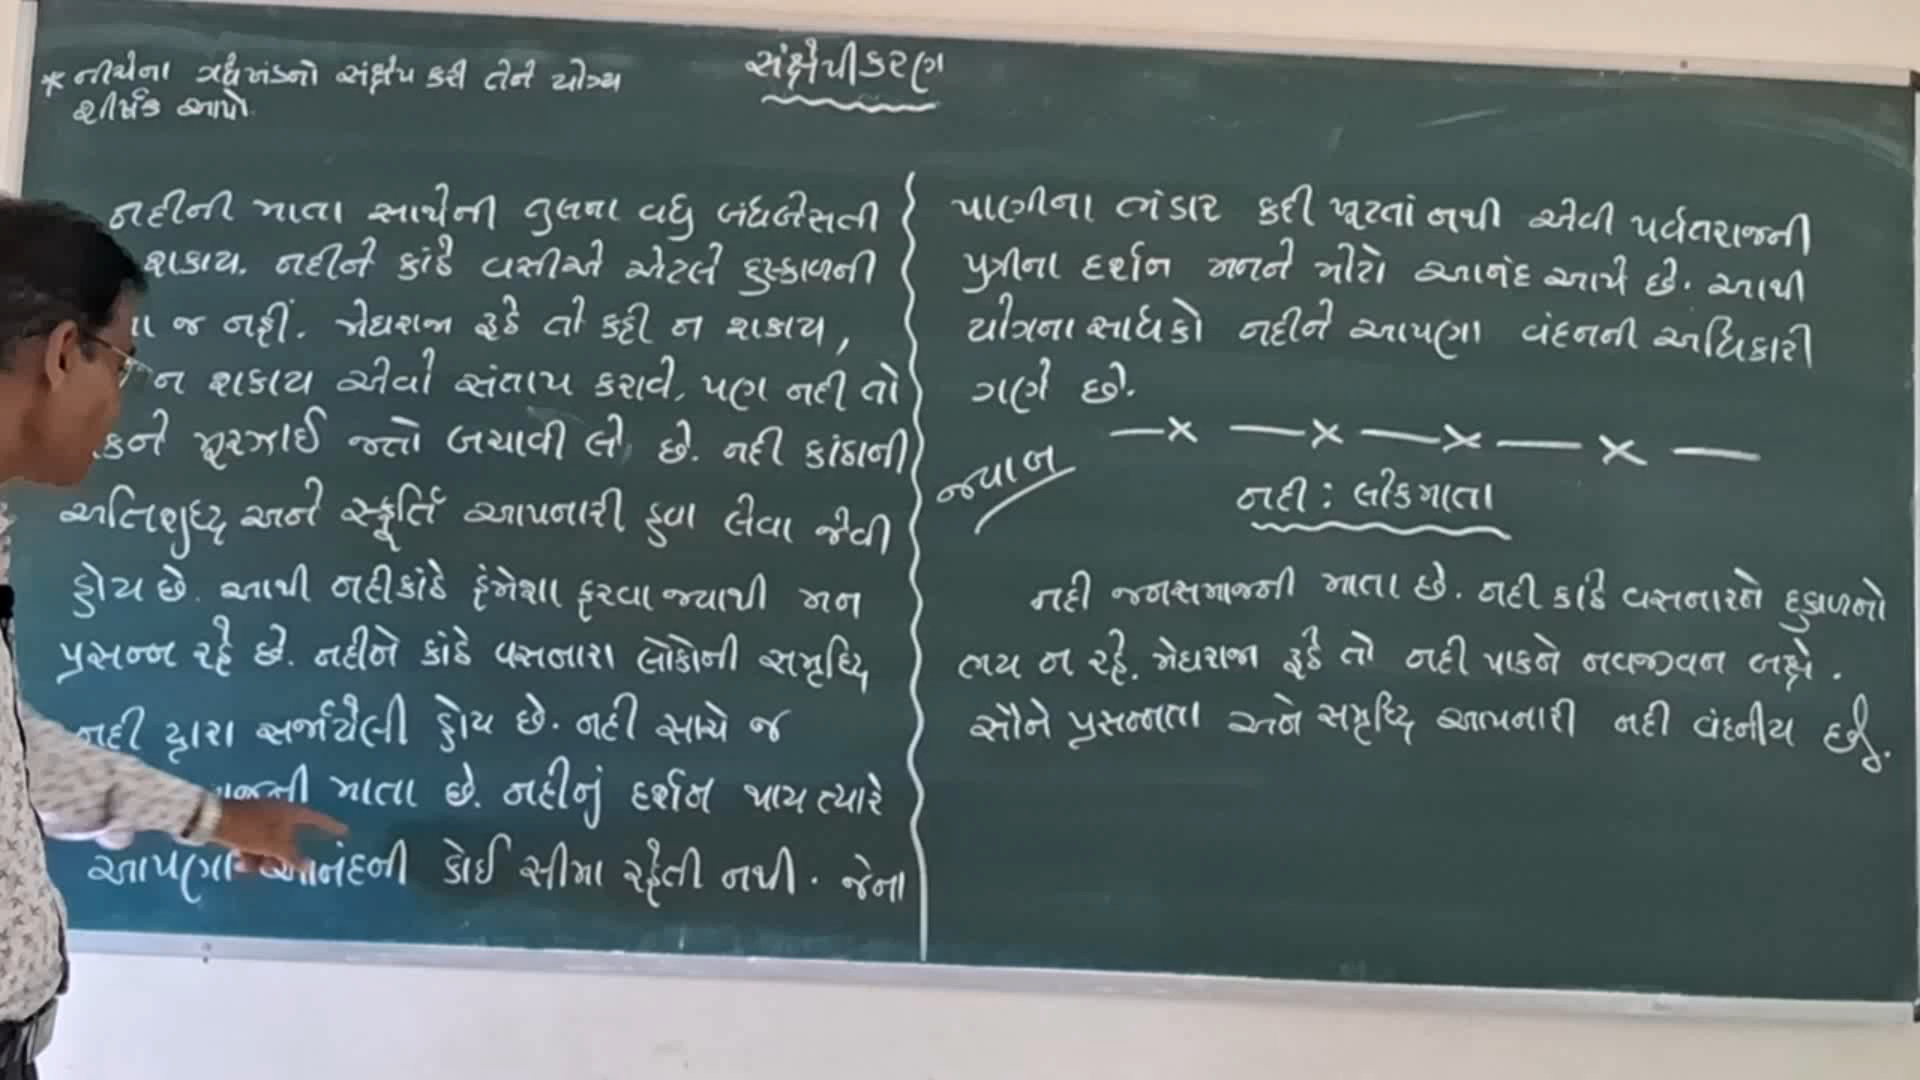 સંક્ષેપીકરણ
* નીચેના ગદ્યખંડનો સંક્ષેપ કરી તેને યોગ્ય
શીર્ષક આપો.
નદીની માતા સાથેની તુલના વધુ બંધબેસતી
શકાય. નદીને કાંઠે વસીએ એટલે દુષ્કાળની
જ નહીં. મેઘરાજા રૂઠે તો કદી ન શકાય,
ન શકાય એવો સંતાપ કરાવે, પણ નદી તો
કને મૂરઝાઈ જતો બચાવી લે છે. નદી કાંઠાની
અતિશુદ્ધ અને સ્ફૂર્તિ આપનારી હવા લેવા જેવી
હોય છે. આથી નદીકાંઠે હંમેશા ફરવા જવાથી મન
પ્રસન્ન રહે છે. નદીને કાંઠે વસનારા લોકોની સમૃદ્ધિ
નદી દ્વારા સર્જાયેલી હોય છે. નદી સાચે જ
માતા છે. નદીનું દર્શન થાય ત્યારે
આપણા આનંદની કોઈ સીમા રહેતી નથી. જેના
પાણીના ભંડાર કદી ખૂટતાં નથી એવી પર્વતરાજની
પુત્રીના દર્શન મનને મોટો આનંદ આપે છે. આથી
યોગના સાધકો નદીને આપણા વંદનની અધિકારી
ગણે છે.
—x —x —x — x —
જવાબ
નદી : લોકમાતા
નદી જનસમાજની માતા છે. નદી કાંઠે વસનારને દુકાળનો
ભય ન રહે. મેઘરાજા રૂઠે તો નદી પાકને નવજીવન બક્ષે.
સૌને પ્રસન્નતા અને સમૃદ્ધિ આપનારી નદી વંદનીય છે.